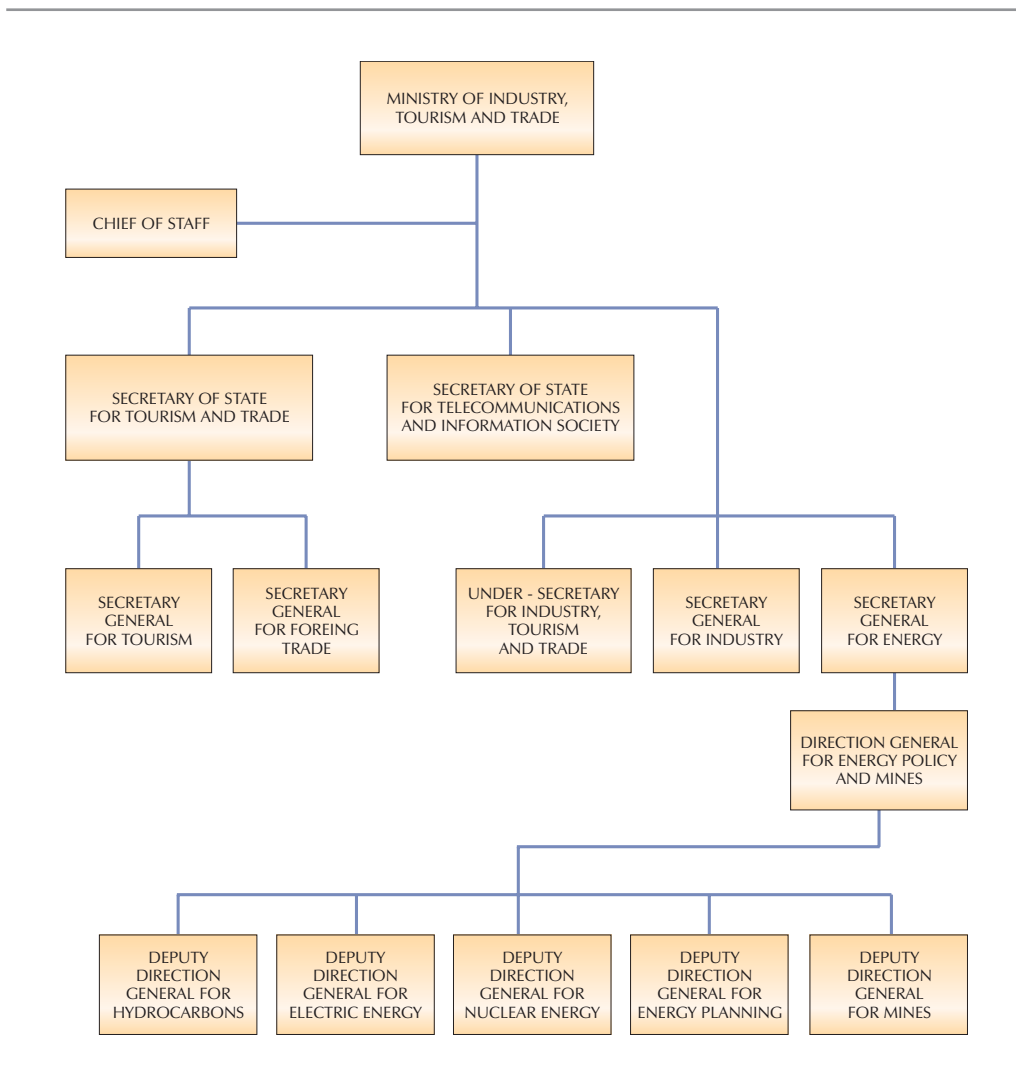 MINISTRY OF INDUSTRY,
TOURISM AND TRADE
CHIEF OF STAFF
SECRETARY OF STATE
FOR TOURISM AND TRADE
SECRETARY OF STATE
FOR TELECOMMUNICATIONS
AND INFORMATION SOCIETY
SECRETARY
GENERAL
FOR TOURISM
SECRETARY
GENERAL
FOR FOREING
TRADE
UNDER - SECRETARY
FOR INDUSTRY,
TOURISM
AND TRADE
SECRETARY
GENERAL
FOR INDUSTRY
SECRETARY
GENERAL
FOR ENERGY
DIRECTION GENERAL
FOR ENERGY POLICY
AND MINES
DEPUTY
DIRECTION
GENERAL FOR
HYDROCARBONS
DEPUTY
DIRECTION
GENERAL FOR
ELECTRIC ENERGY
DEPUTY
DIRECTION
GENERAL FOR
NUCLEAR ENERGY
DEPUTY
DIRECTION
GENERAL FOR
ENERGY PLANNING
DEPUTY
DIRECTION
GENERAL
FOR MINES